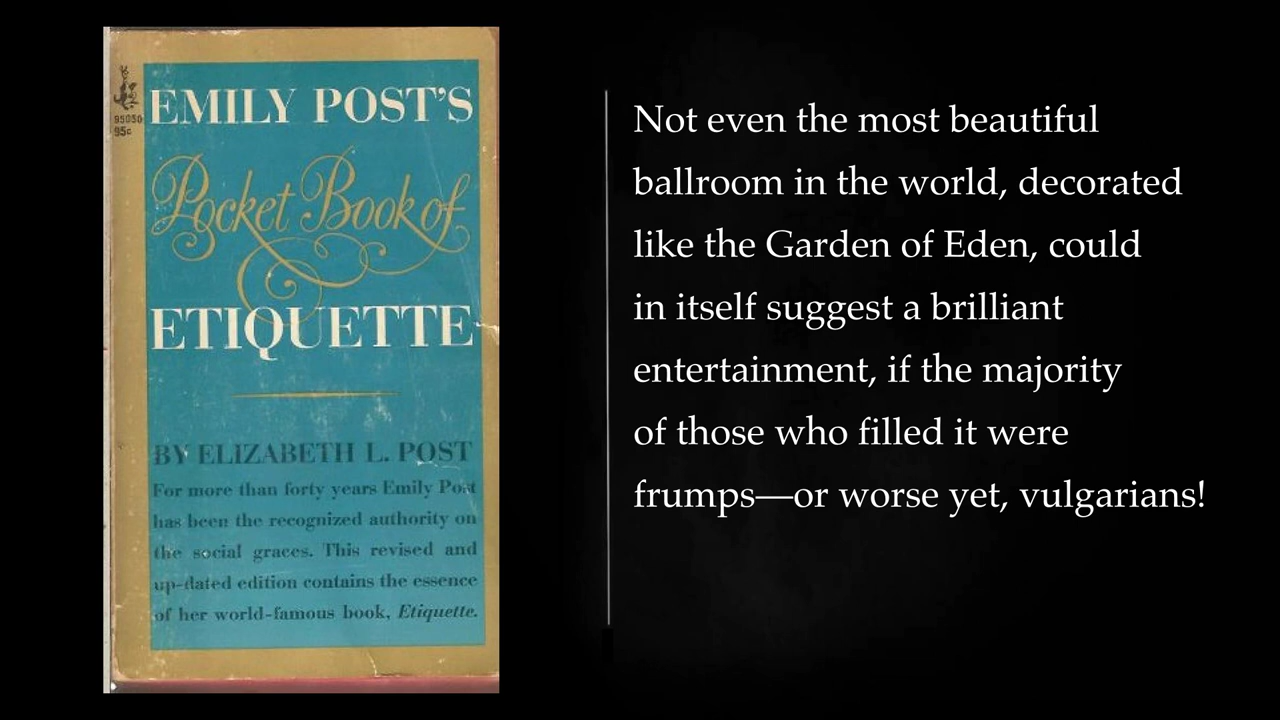 EMILY POST'S
95050
95c
Pocket Book of
ETIQUETTE
BY ELIZABETH L. POST
For more than forty years Emily Post
has been the recognized authority on
the social graces. This revised and
up-dated edition contains the essence
of her world-famous book, Etiquette.
Not even the most beautiful
ballroom in the world, decorated
like the Garden of Eden, could
in itself suggest a brilliant
entertainment, if the majority
of those who filled it were
frumps—or worse yet, vulgarians!